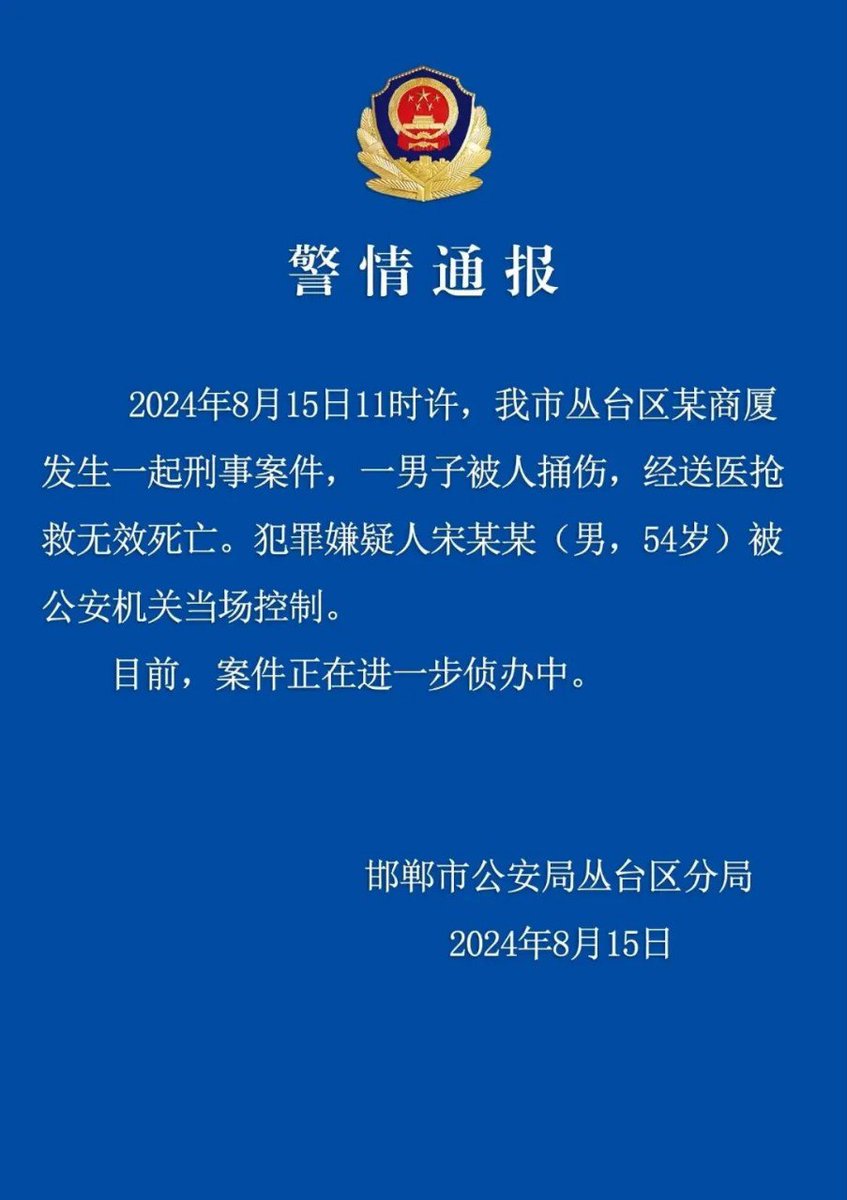 警情通报
2024年8月15日11时许，我市丛台区某商厦
发生一起刑事案件，一男子被人捅伤，经送医抢
救无效死亡。犯罪嫌疑人宋某某（男，54岁）被
公安机关当场控制。
目前，案件正在进一步侦办中。
邯郸市公安局丛台区分局
2024年8月15日